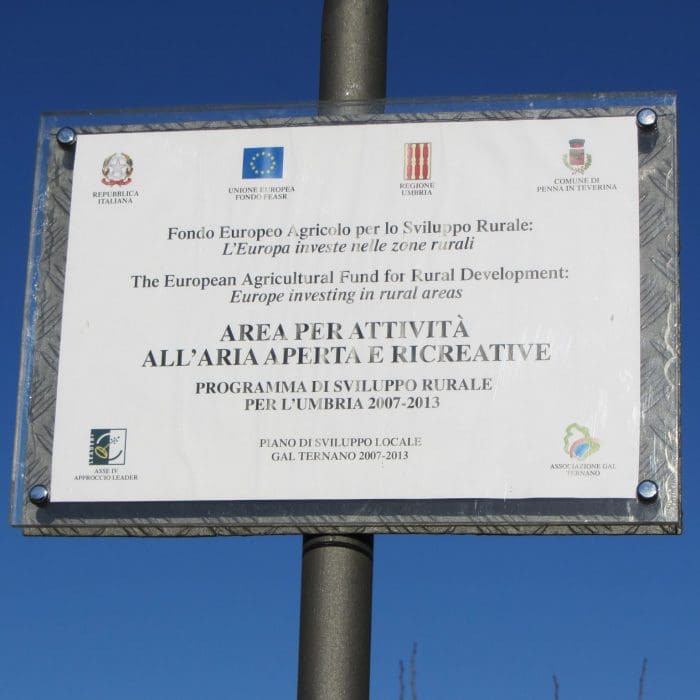 REPUBBLICA
ITALIANA
UNIONE EUROPEA
FONDO FEASR
REGIONE
UMBRIA
COMUNE DI
PENNA IN TEVERINA
Fondo Europeo Agricolo per lo Sviluppo Rurale:
L'Europa investe nelle zone rurali
The European Agricultural Fund for Rural Development:
Europe investing in rural areas
AREA PER ATTIVITÀ
ALL'ARIA APERTA E RICREATIVE
PROGRAMMA DI SVILUPPO RURALE
PER L'UMBRIA 2007-2013
PIANO DI SVILUPPO LOCALE
GAL TERNANO 2007-2013
ASSE IV
APPROCCIO LEADER
ASSOCIAZIONE GAL
TERNANO